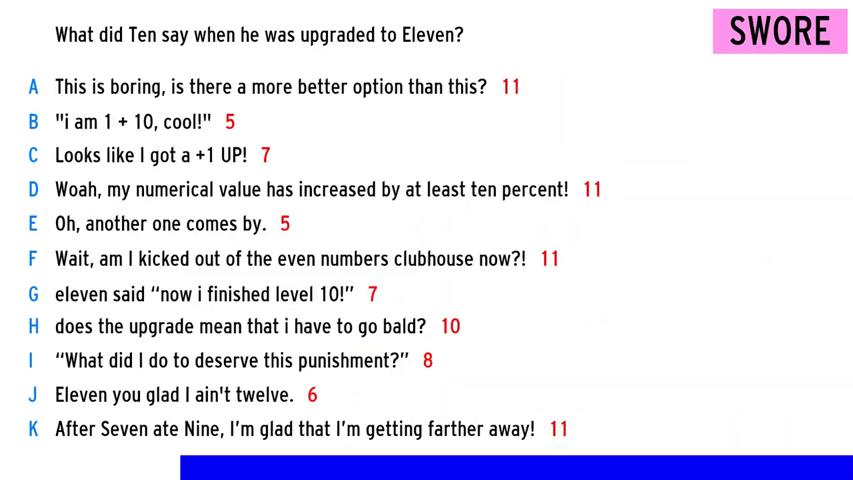 What did Ten say when he was upgraded to Eleven?
SWORE
A This is boring, is there a more better option than this? 11
B "i am 1 + 10, cool!" 5
C Looks like I got a +1 UP! 7
D Woah, my numerical value has increased by at least ten percent! 11
E Oh, another one comes by. 5
F Wait, am I kicked out of the even numbers clubhouse now?! 11
G eleven said “now i finished level 10!” 7
H does the upgrade mean that i have to go bald? 10
I “What did I do to deserve this punishment?” 8
J Eleven you glad I ain't twelve. 6
K After Seven ate Nine, I’m glad that I’m getting farther away! 11